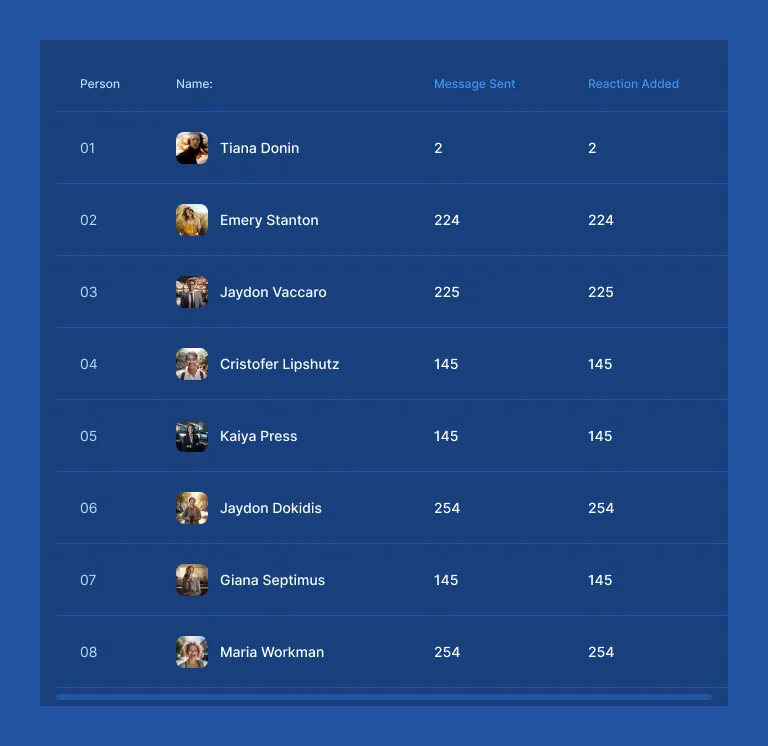 Person Name: Message Sent Reaction Added
01 Tiana Donin 2 2
02 Emery Stanton 224 224
03 Jaydon Vaccaro 225 225
04 Cristofer Lipshutz 145 145
05 Kaiya Press 145 145
06 Jaydon Dokidis 254 254
07 Giana Septimus 145 145
08 Maria Workman 254 254